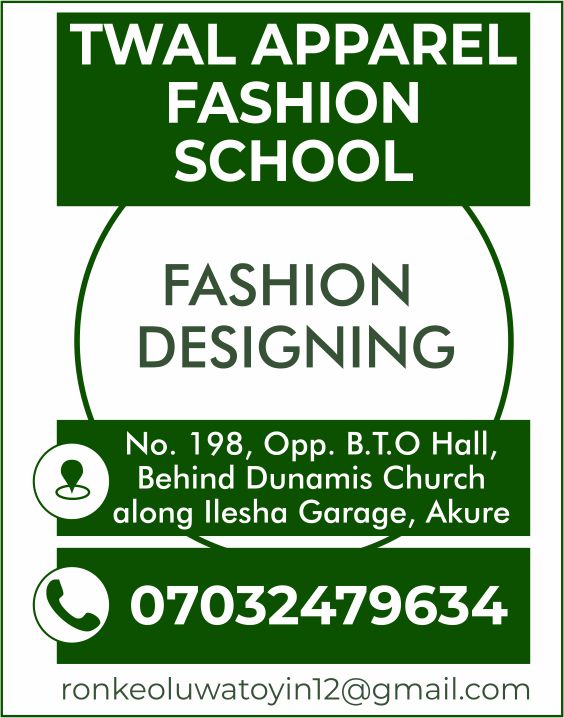 TWAL APPAREL
FASHION
SCHOOL
FASHION
DESIGNING
No. 198, Opp. B.T.O Hall,
Behind Dunamis Church
along Ilesha Garage, Akure
07032479634
ronkeoluwatoyin12@gmail.com